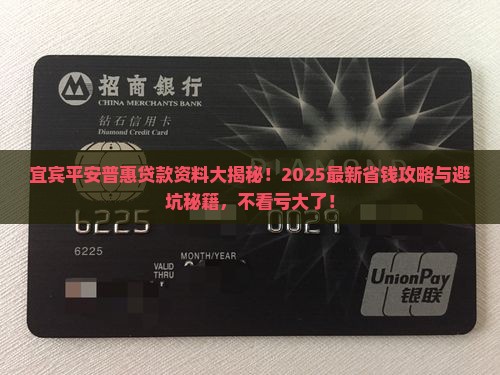 招商銀行
CHINA MERCHANTS BANK
钻石信用卡
Diamond Credit Card
DIAMOND
宜宾平安普惠贷款资料大揭秘！2025最新省钱攻略与避
坑秘籍，不看亏大了！
6225 0029
6225
MONTH/YEAR
VALID
THRU
UnionPay
银联